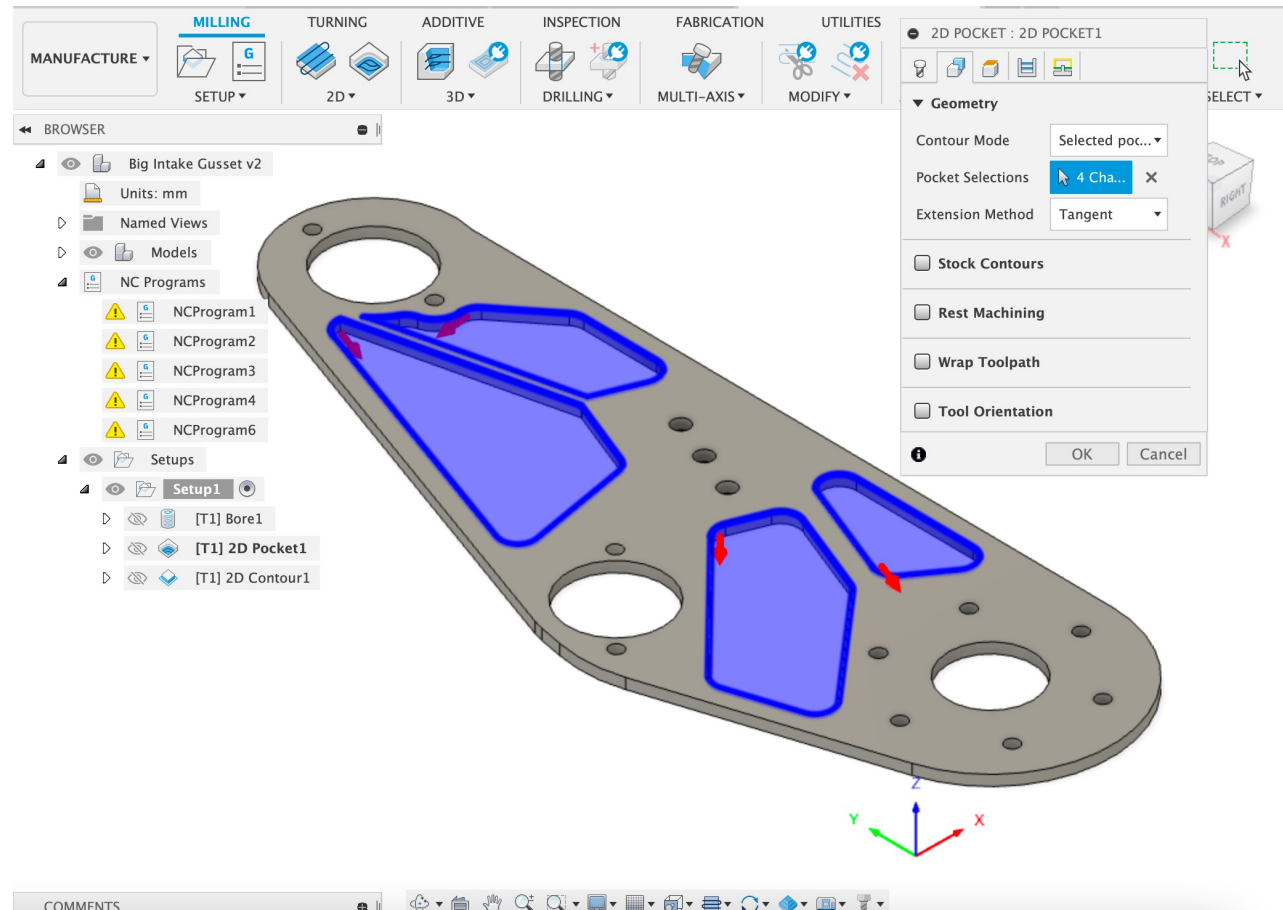 MILLING TURNING ADDITIVE INSPECTION FABRICATION UTILITIES
MANUFACTURE
G
SETUP 2D 3D DRILLING MULTI-AXIS MODIFY SELECT
BROWSER
Big Intake Gusset v2
Units: mm
Named Views
Models
NC Programs
NCProgram1
NCProgram2
NCProgram3
NCProgram4
NCProgram6
Setups
Setup1
[T1] Bore1
[T1] 2D Pocket1
[T1] 2D Contour1
2D POCKET : 2D POCKET1
Geometry
Contour Mode Selected poc...
Pocket Selections 4 Cha...
Extension Method Tangent
Stock Contours
Rest Machining
Wrap Toolpath
Tool Orientation
OK Cancel
TOP
RIGHT
X
Z
Y X
COMMENTS